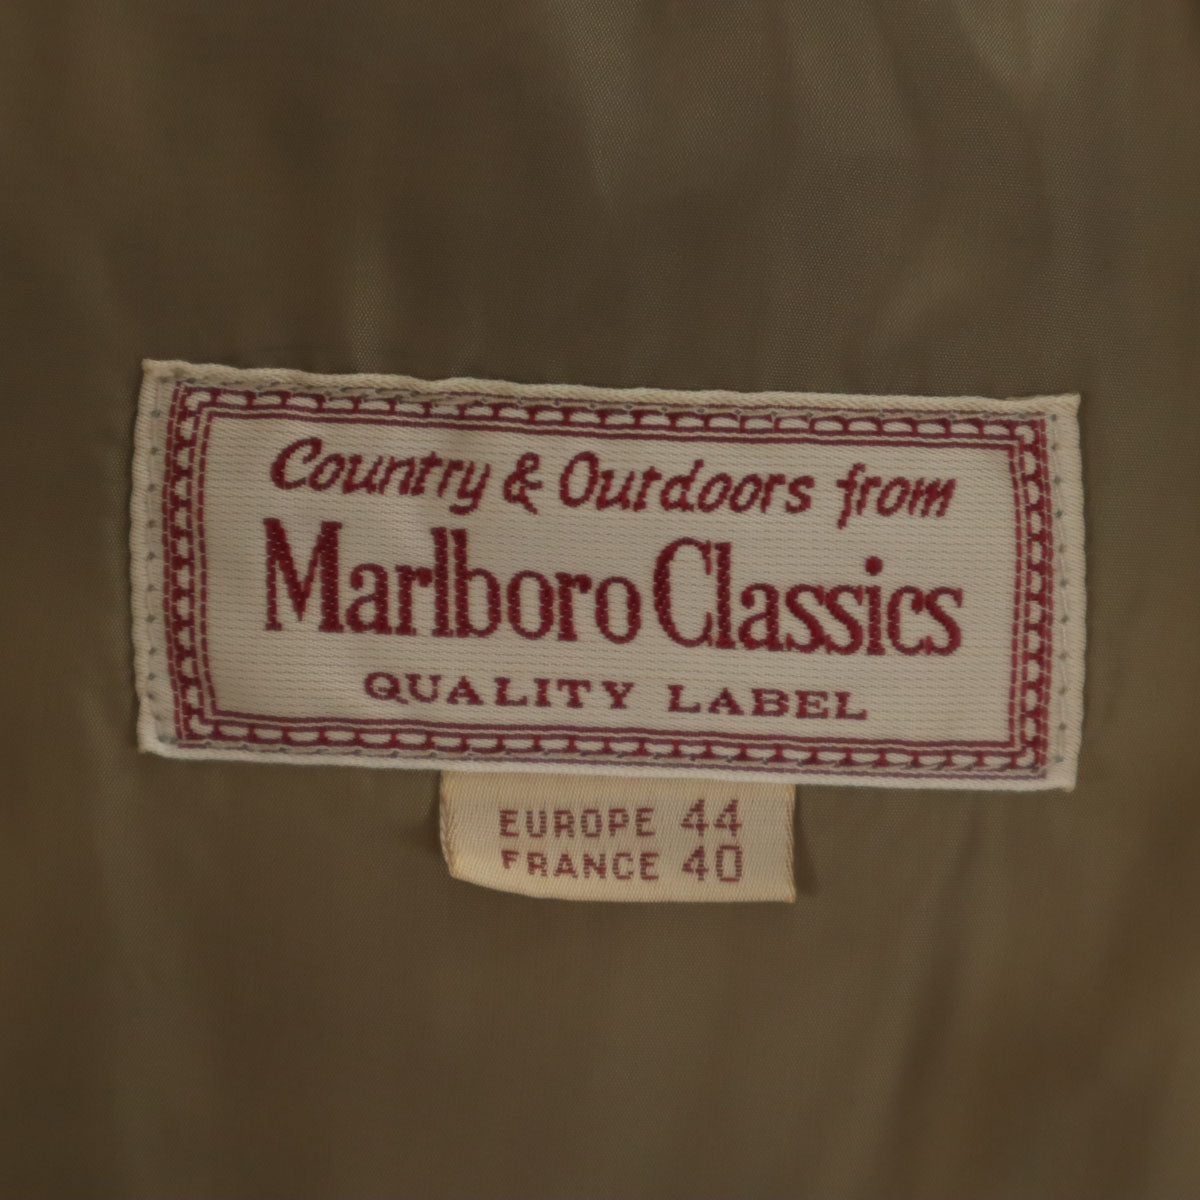 Country & Outdoors from
Marlboro Classics
QUALITY LABEL
EUROPE 44
FRANCE 40